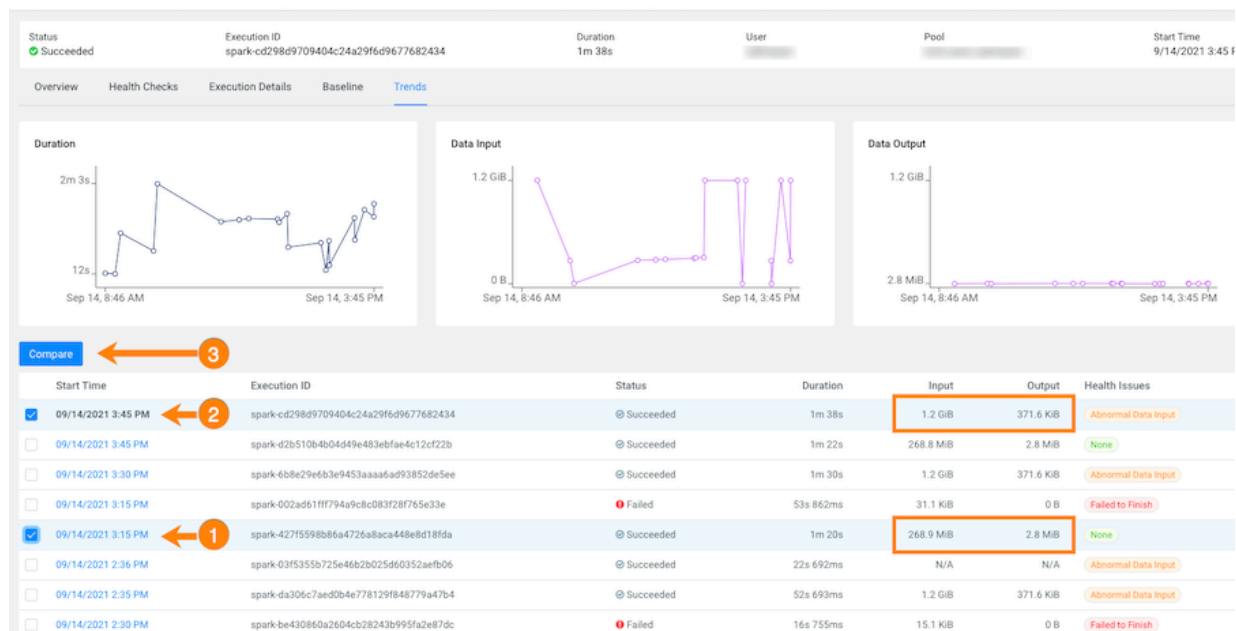 Status Execution ID Duration User Pool Start Time
Succeeded spark-cd298d9709404c24a29f6d9677682434 1m 38s 9/14/2021 3:45
Overview Health Checks Execution Details Baseline Trends
Duration Data Input Data Output
2m 3s 1.2 GiB 1.2 GiB
12s 0 B 2.8 MiB
Sep 14, 8:46 AM Sep 14, 3:45 PM Sep 14, 8:46 AM Sep 14, 3:45 PM Sep 14, 8:46 AM Sep 14, 3:45 PM
Compare 3
Start Time Execution ID Status Duration Input Output Health Issues
09/14/2021 3:45 PM 2 spark-cd298d9709404c24a29f6d9677682434 Succeeded 1m 38s 1.2 GiB 371.6 KiB Abnormal Data Input
09/14/2021 3:45 PM spark-d2b510b4b04d49e483ebfae4c12cf22b Succeeded 1m 22s 268.8 MiB 2.8 MiB None
09/14/2021 3:30 PM spark-6b8e29e6b3e9453aaaa6ad93852de5ee Succeeded 1m 30s 1.2 GiB 371.6 KiB Abnormal Data Input
09/14/2021 3:15 PM spark-002ad61fff794a9c8c083f28f765e33e Failed 53s 862ms 31.1 KiB 0 B Failed to Finish
09/14/2021 3:15 PM 1 spark-427f5598b86a4726a8aca448e8d18fda Succeeded 1m 20s 268.9 MiB 2.8 MiB None
09/14/2021 2:36 PM spark-03f5355b725e46b2b025d60352aefb06 Succeeded 22s 692ms N/A N/A Abnormal Data Input
09/14/2021 2:35 PM spark-da306c7aed0b4e778129f848779a47b4 Succeeded 52s 693ms 1.2 GiB 371.6 KiB Abnormal Data Input
09/14/2021 2:30 PM spark-be430860a2604cb28243b995fa2e87dc Failed 16s 755ms 15.1 KiB 0 B Failed to Finish